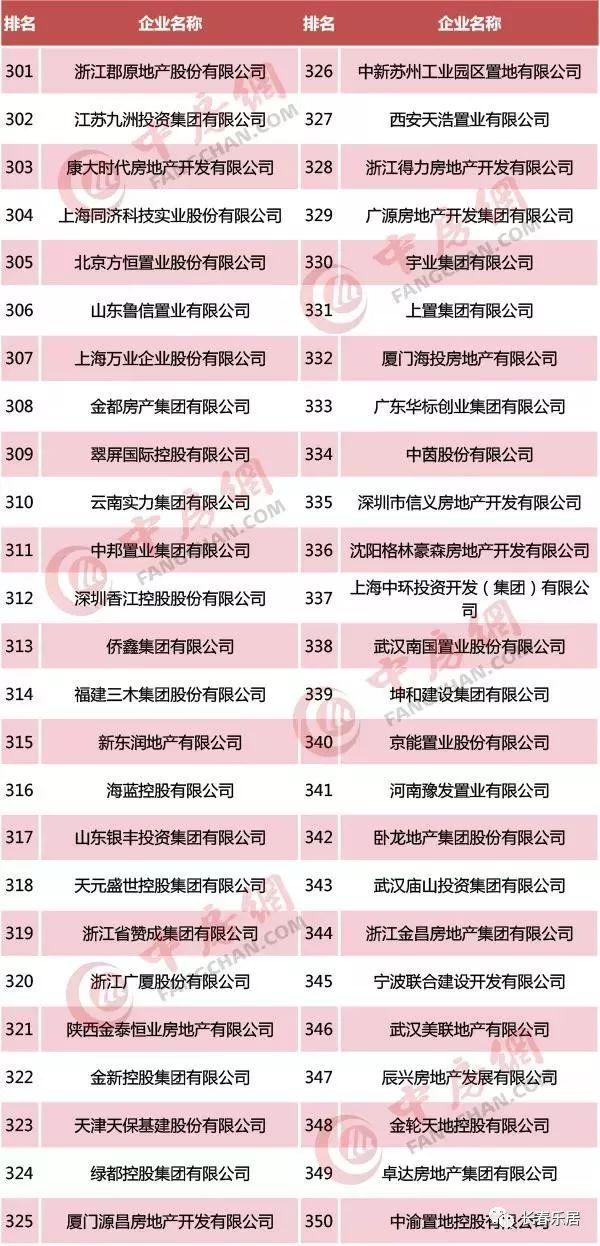 排名 企业名称 排名 企业名称
301 浙江郡原地产股份有限公司 326 中新苏州工业园区置地有限公司
302 江苏九洲投资集团有限公司 327 西安天浩置业有限公司
303 康大时代房地产开发有限公司 328 浙江得力房地产开发有限公司
304 上海同济科技实业股份有限公司 329 广源房地产开发集团有限公司
305 北京方恒置业股份有限公司 330 宇业集团有限公司
306 山东鲁信置业有限公司 331 上置集团有限公司
307 上海万业企业股份有限公司 332 厦门海投房地产有限公司
308 金都房产集团有限公司 333 广东华标创业集团有限公司
309 翠屏国际控股有限公司 334 中茵股份有限公司
310 云南实力集团有限公司 335 深圳市信义房地产开发有限公司
311 中邦置业集团有限公司 336 沈阳格林豪森房地产开发有限公司
312 深圳香江控股股份有限公司 337 上海中环投资开发（集团）有限公
司
313 侨鑫集团有限公司 338 武汉南国置业股份有限公司
314 福建三木集团股份有限公司 339 坤和建设集团有限公司
315 新东润地产有限公司 340 京能置业股份有限公司
316 海蓝控股有限公司 341 河南豫发置业有限公司
317 山东银丰投资集团有限公司 342 卧龙地产集团股份有限公司
318 天元盛世控股集团有限公司 343 武汉庙山投资集团有限公司
319 浙江省赞成集团有限公司 344 浙江金昌房地产集团有限公司
320 浙江广厦股份有限公司 345 宁波联合建设开发有限公司
321 陕西金泰恒业房地产有限公司 346 武汉美联地产有限公司
322 金新控股集团有限公司 347 辰兴房地产发展有限公司
323 天津天保基建股份有限公司 348 金轮天地控股有限公司
324 绿都控股集团有限公司 349 卓达房地产集团有限公司
325 厦门源昌房地产开发有限公司 350 中渝置地控股有限公司
中房網
FANGCHAN.COM
中房網
FANGCHAN.COM
中房網
FANGCHAN.COM
中房網
FANGCHAN.COM
中房網
FANGCHAN.COM
中房網
FANGCHAN.COM
长春乐居